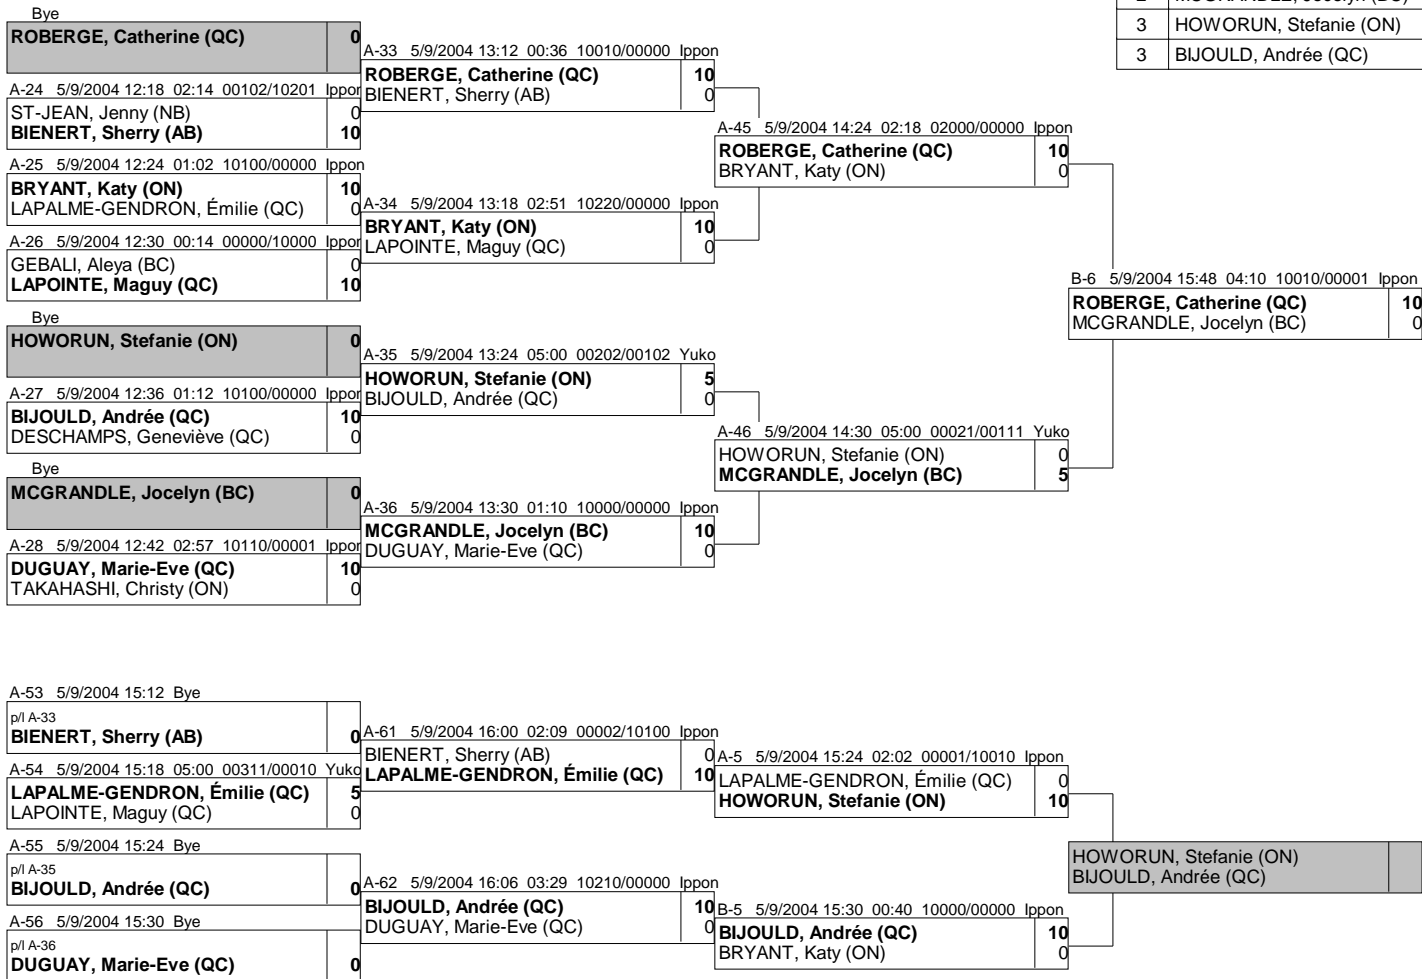 Bye
ROBERGE, Catherine (QC) 0
A-24 5/9/2004 12:18 02:14 00102/10201 Ippon
ST-JEAN, Jenny (NB) 0
BIENERT, Sherry (AB) 10
A-25 5/9/2004 12:24 01:02 10100/00000 Ippon
BRYANT, Katy (ON) 10
LAPALME-GENDRON, Émilie (QC) 0
A-26 5/9/2004 12:30 00:14 00000/10000 Ippon
GEBALI, Aleya (BC) 0
LAPOINTE, Maguy (QC) 10
Bye
HOWORUN, Stefanie (ON) 0
A-27 5/9/2004 12:36 01:12 10100/00000 Ippon
BIJOULD, Andrée (QC) 10
DESCHAMPS, Geneviève (QC) 0
Bye
MCGRANDLE, Jocelyn (BC) 0
A-28 5/9/2004 12:42 02:57 10110/00001 Ippon
DUGUAY, Marie-Eve (QC) 10
TAKAHASHI, Christy (ON) 0
A-33 5/9/2004 13:12 00:36 10010/00000 Ippon
ROBERGE, Catherine (QC) 10
BIENERT, Sherry (AB) 0
A-34 5/9/2004 13:18 02:51 10220/00000 Ippon
BRYANT, Katy (ON) 10
LAPOINTE, Maguy (QC) 0
A-35 5/9/2004 13:24 05:00 00202/00102 Yuko
HOWORUN, Stefanie (ON) 5
BIJOULD, Andrée (QC) 0
A-36 5/9/2004 13:30 01:10 10000/00000 Ippon
MCGRANDLE, Jocelyn (BC) 10
DUGUAY, Marie-Eve (QC) 0
A-45 5/9/2004 14:24 02:18 02000/00000 Ippon
ROBERGE, Catherine (QC) 10
BRYANT, Katy (ON) 0
A-46 5/9/2004 14:30 05:00 00021/00111 Yuko
HOWORUN, Stefanie (ON) 0
MCGRANDLE, Jocelyn (BC) 5
B-6 5/9/2004 15:48 04:10 10010/00001 Ippon
ROBERGE, Catherine (QC) 10
MCGRANDLE, Jocelyn (BC) 0
2 MCGRANDLE, Jocelyn (BC)
3 HOWORUN, Stefanie (ON)
3 BIJOULD, Andrée (QC)
A-53 5/9/2004 15:12 Bye
p/l A-33
BIENERT, Sherry (AB) 0
A-54 5/9/2004 15:18 05:00 00311/00010 Yuko
LAPALME-GENDRON, Émilie (QC) 5
LAPOINTE, Maguy (QC) 0
A-55 5/9/2004 15:24 Bye
p/l A-35
BIJOULD, Andrée (QC) 0
A-56 5/9/2004 15:30 Bye
p/l A-36
DUGUAY, Marie-Eve (QC) 0
A-61 5/9/2004 16:00 02:09 00002/10100 Ippon
BIENERT, Sherry (AB) 0
LAPALME-GENDRON, Émilie (QC) 10
A-62 5/9/2004 16:06 03:29 10210/00000 Ippon
BIJOULD, Andrée (QC) 10
DUGUAY, Marie-Eve (QC) 0
A-5 5/9/2004 15:24 02:02 00001/10010 Ippon
LAPALME-GENDRON, Émilie (QC) 0
HOWORUN, Stefanie (ON) 10
B-5 5/9/2004 15:30 00:40 10000/00000 Ippon
BIJOULD, Andrée (QC) 10
BRYANT, Katy (ON) 0
HOWORUN, Stefanie (ON)
BIJOULD, Andrée (QC)